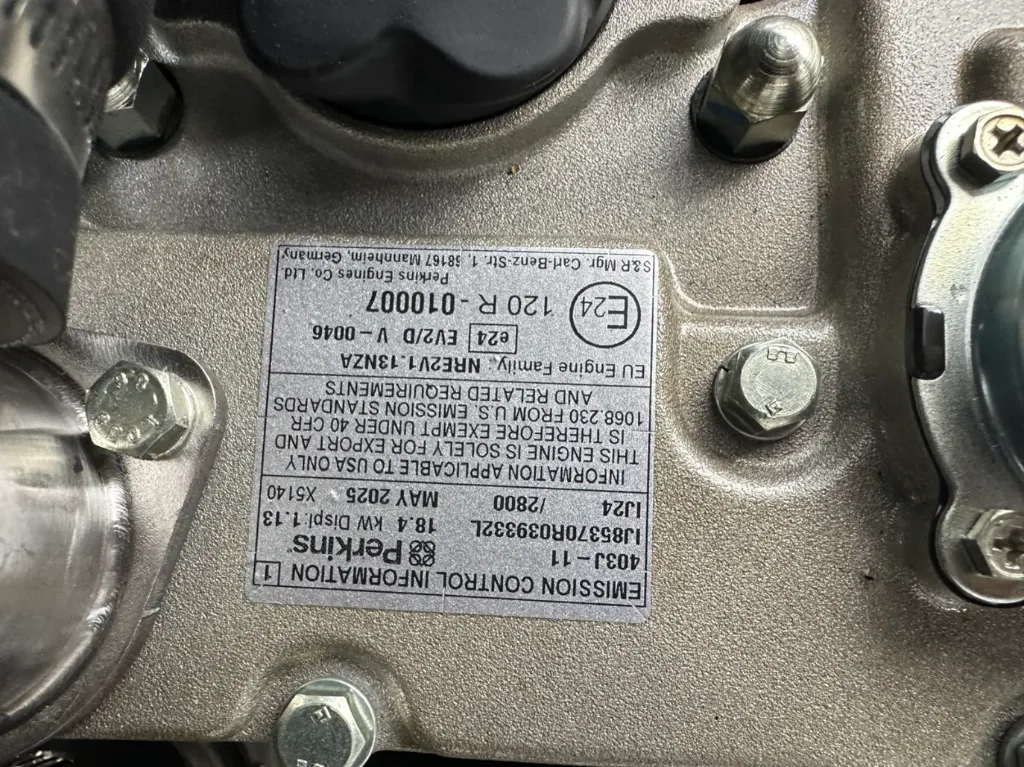 EMISSION CONTROL INFORMATION 1
403J-11 Perkins
IJ85370R039332L 18.4 kW Displ:1.13
IJ24 /2800 MAY 2025 X5140
INFORMATION APPLICABLE TO USA ONLY
THIS ENGINE IS SOLELY FOR EXPORT AND
IS THEREFORE EXEMPT UNDER 40 CFR
1068.230 FROM U.S. EMISSION STANDARDS
AND RELATED REQUIREMENTS
EU Engine Family: NRE2V1.13NZA
e24 EV2/D V-0046
E24 120 R - 010007
Perkins Engines Co. Ltd.
S&R Mgr. Carl-Benz-Str. 1, 68167 Mannheim, Germany